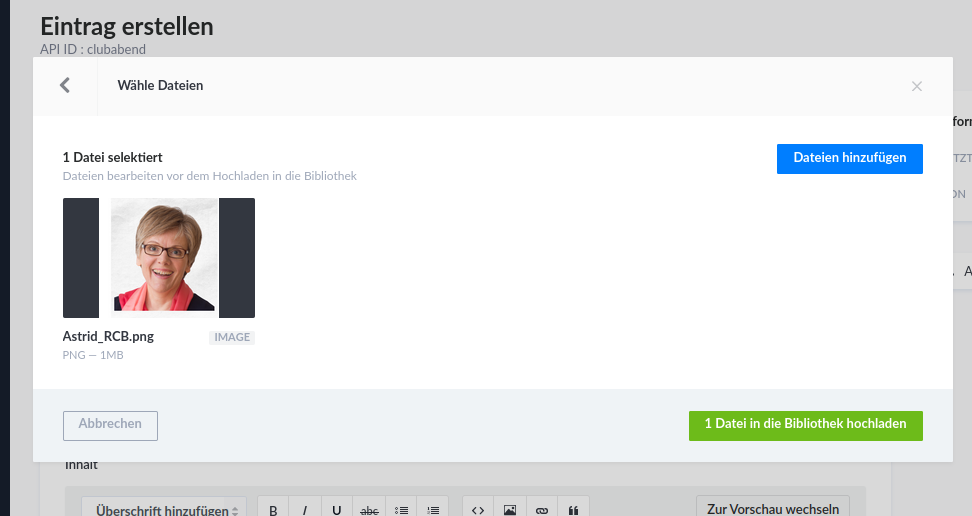 Eintrag erstellen
API ID : clubabend
Wähle Dateien
1 Datei selektiert
Dateien bearbeiten vor dem Hochladen in die Bibliothek
Dateien hinzufügen
Astrid_RCB.png
IMAGE
PNG — 1MB
Abbrechen
1 Datei in die Bibliothek hochladen
Inhalt
Überschrift hinzufügen
B I U abc
Zur Vorschau wechseln